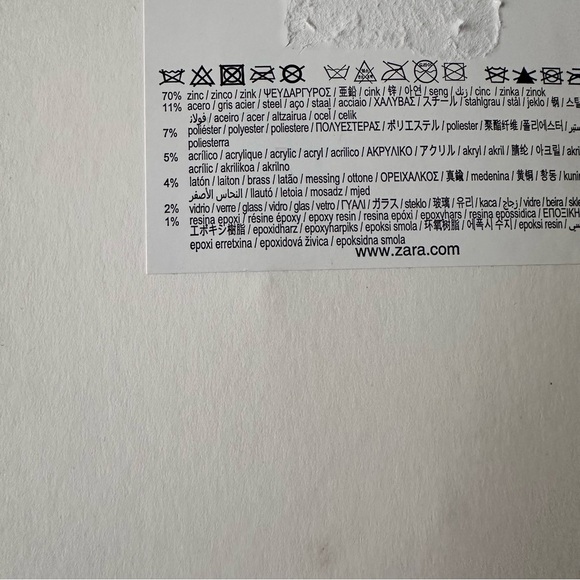 70% zinc / zinco / zink / ΨΕΥΔΑΡΓΥΡΟΣ / 亜鉛 / cink / 锌 / 아연 / seng / زنك / cinc / zinka / zinok
11% acero / gris acier / steel / aço / staal / acciaio / ΧΑΛΥΒΑΣ / スチール / stahlgrau / stål / jeklo / 钢 /
فولاذ / aceiro / acer / altzairua / ocel / celik
7% poliéster / polyester / poliestere / ΠΟΛΥΕΣΤΕΡΑΣ / ポリエステル / poliester / 聚酯纤维 / 폴리에스터 /
poliesterra
5% acrílico / acrylique / acrylic / acryl / acrilico / ΑΚΡΥΛΙΚΟ / アクリル / akryl / akril / 腈纶 / 아크릴 /
acrílic / akrilikoa / akrilno
4% latón / laiton / brass / latão / messing / ottone / ΟΡΕΙΧΑΛΚΟΣ / 真鍮 / medenina / 黄铜 / 황동 /
النحاس الأصفر / llautó / letoia / mosadz / mjed
2% vidrio / verre / glass / vidro / glas / vetro / ΓΥΑΛΙ / ガラス / steklo / 玻璃 / 유리 / kaca / زجاج / vidre / beira /
1% resina epoxi / résine époxy / epoxy resin / resina epóxi / epoxyhars / resina epossidica /
エポキシ樹脂 / epoxidharz / epoxyharpiks / epoksi smola / 环氧树脂 / 에폭시 수지 / epoksi resin /
epoxi erretxina / epoxidová živica / epoksidna smola
www.zara.com